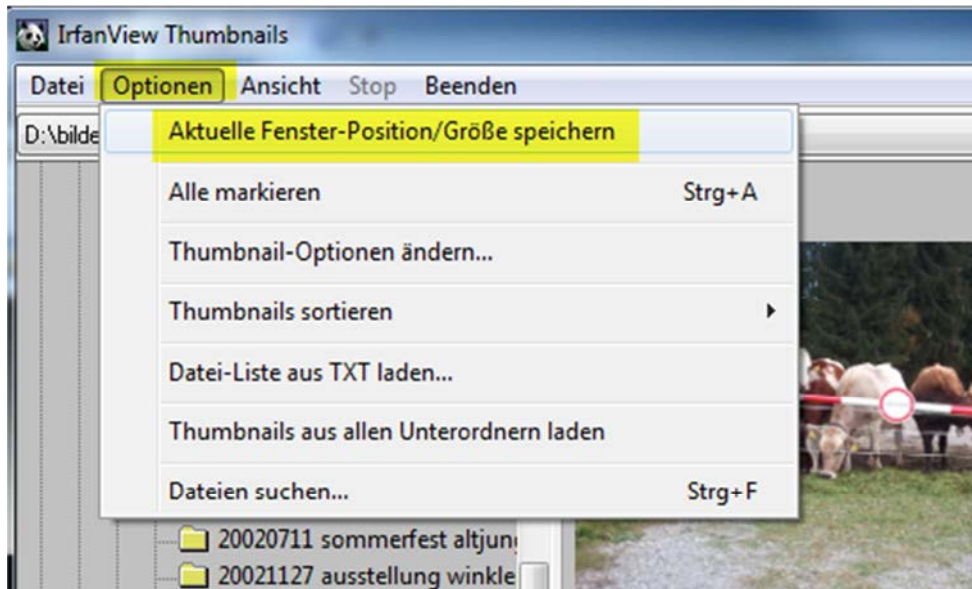 IrfanView Thumbnails
Datei Optionen Ansicht Stop Beenden
D:\bilde
Aktuelle Fenster-Position/Größe speichern
Alle markieren Strg+A
Thumbnail-Optionen ändern...
Thumbnails sortieren
Datei-Liste aus TXT laden...
Thumbnails aus allen Unterordnern laden
Dateien suchen... Strg+F
20020711 sommerfest altjun
20021127 ausstellung winkle